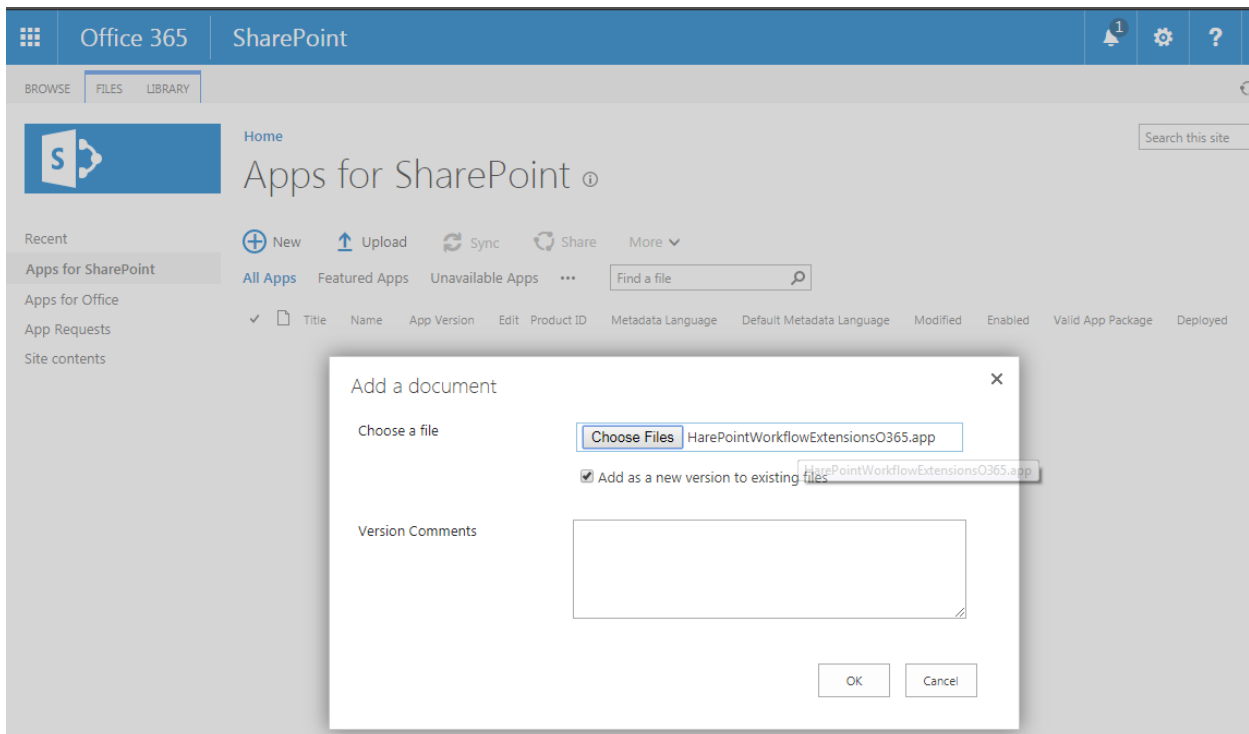 Office 365 SharePoint 1 ?
BROWSE FILES LIBRARY
S
Home
Search this site
Apps for SharePoint
Recent
New Upload Sync Share More
Apps for SharePoint
All Apps Featured Apps Unavailable Apps ... Find a file
Apps for Office
Title Name App Version Edit Product ID Metadata Language Default Metadata Language Modified Enabled Valid App Package Deployed
App Requests
Site contents
Add a document
Choose a file
Choose Files HarePointWorkflowExtensionsO365.app
HarePointWorkflowExtensionsO365.app
Add as a new version to existing files
Version Comments
OK Cancel